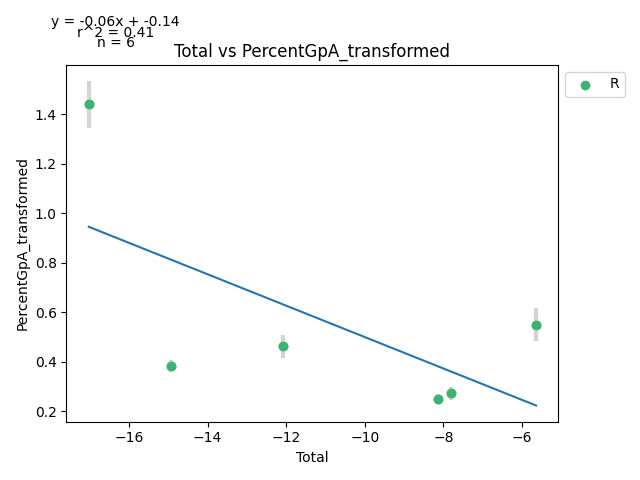 y = -0.06x + -0.14
r^2 = 0.41
n = 6
Total vs PercentGpA_transformed
R
PercentGpA_transformed
1.4
1.2
1.0
0.8
0.6
0.4
0.2
−16
−14
−12
−10
−8
−6
Total